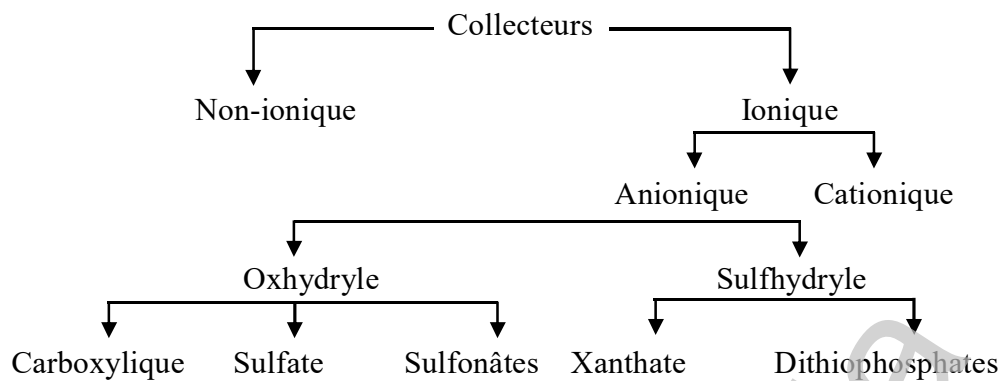 Collecteurs
Non-ionique Ionique
Anionique Cationique
Oxhydryle Sulfhydryle
Carboxylique Sulfate Sulfonâtes Xanthate Dithiophosphates